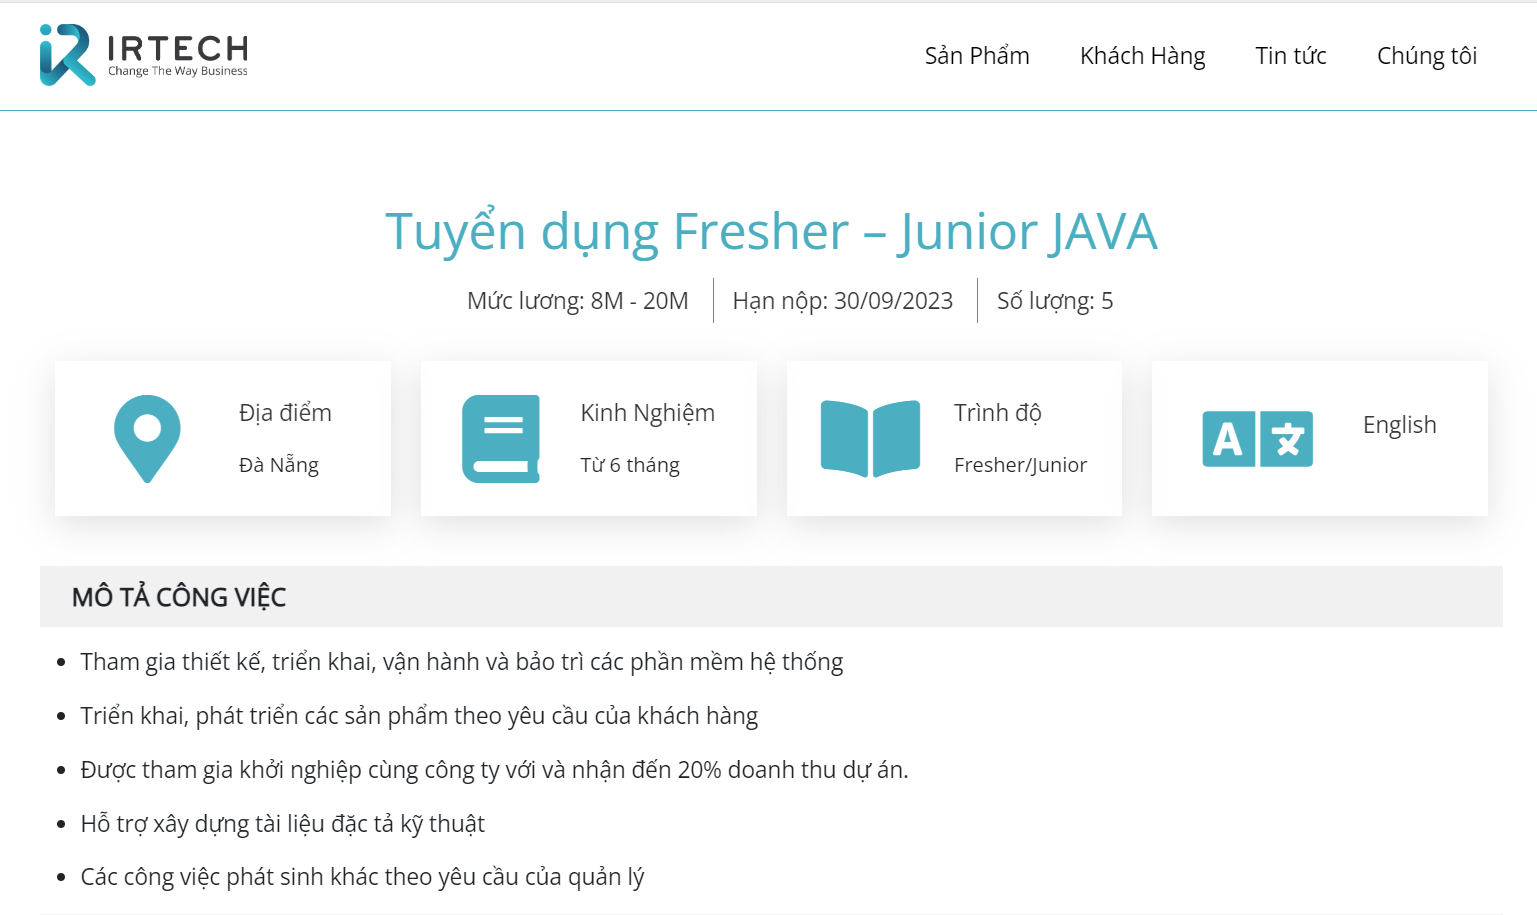 IRTECH
Change The Way Business
Sản Phẩm Khách Hàng Tin tức Chúng tôi
Tuyển dụng Fresher – Junior JAVA
Mức lương: 8M - 20M Hạn nộp: 30/09/2023 Số lượng: 5
Địa điểm
Đà Nẵng
Kinh Nghiệm
Từ 6 tháng
Trình độ
Fresher/Junior
A 文
English
MÔ TẢ CÔNG VIỆC
• Tham gia thiết kế, triển khai, vận hành và bảo trì các phần mềm hệ thống
• Triển khai, phát triển các sản phẩm theo yêu cầu của khách hàng
• Được tham gia khởi nghiệp cùng công ty với và nhận đến 20% doanh thu dự án.
• Hỗ trợ xây dựng tài liệu đặc tả kỹ thuật
• Các công việc phát sinh khác theo yêu cầu của quản lý